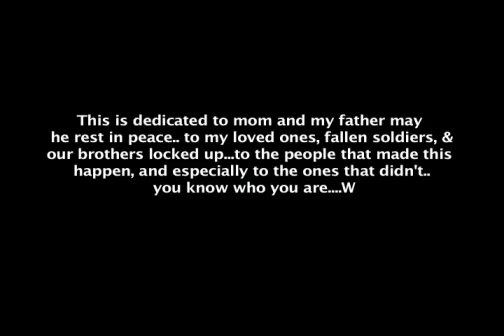 This is dedicated to mom and my father may
he rest in peace.. to my loved ones, fallen soldiers, &
our brothers locked up...to the people that made this
happen, and especially to the ones that didn't..
you know who you are....W